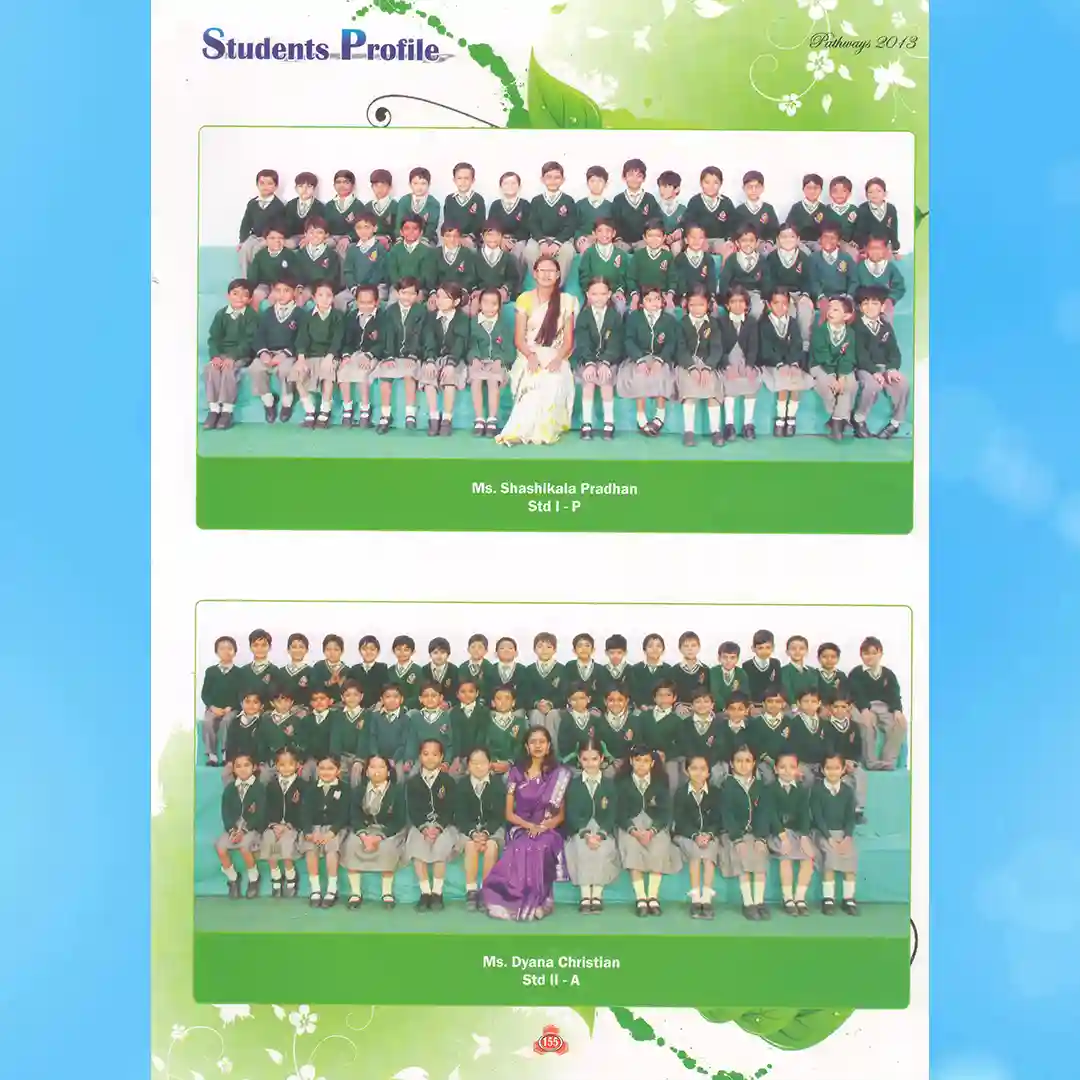 Students Profile
Pathways 2013
Ms. Shashikala Pradhan
Std I - P
Ms. Dyana Christian
Std II - A
155